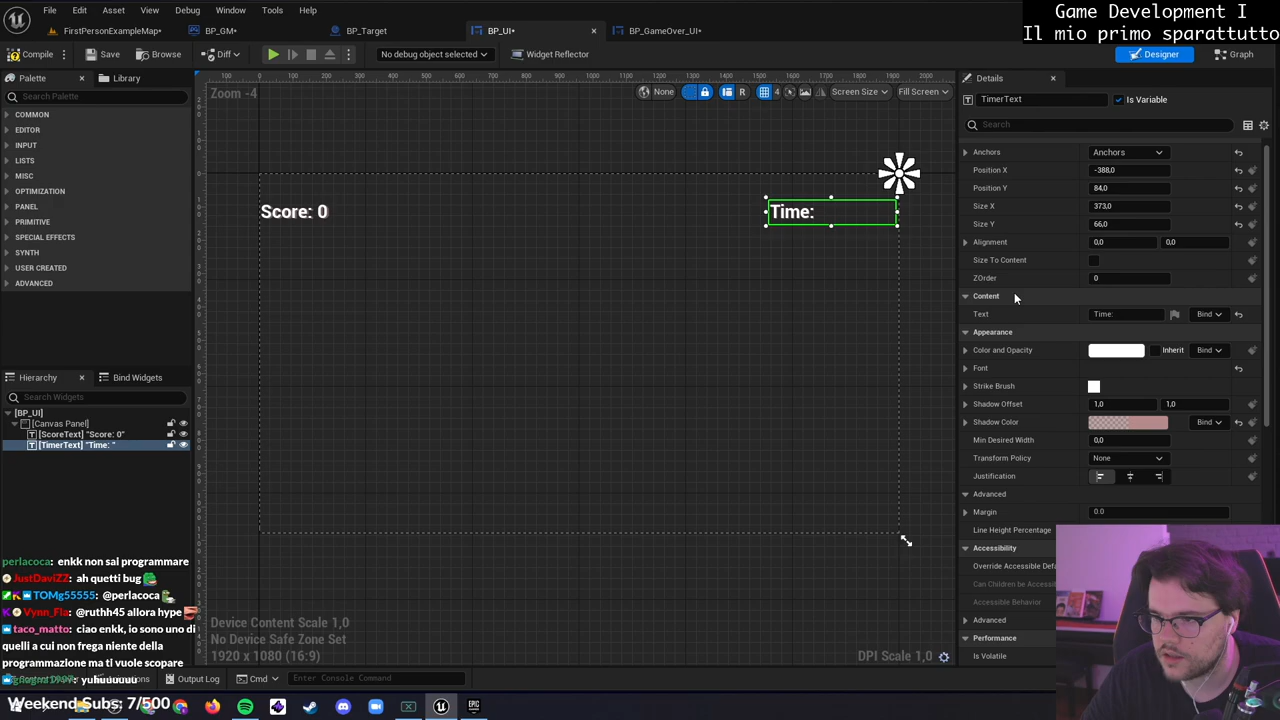 File
Edit
Asset
View
Debug
Window
Tools
Help
Game Development I
Il mio primo sparattutto
FirstPersonExampleMap•
BP_GM•
BP_Target
BP_UI•
BP_GameOver_UI•
Compile
Save
Browse
Diff
No debug object selected
Widget Reflector
Designer
Graph
Palette
Library
Search Palette
COMMON
EDITOR
INPUT
LISTS
MISC
OPTIMIZATION
PANEL
PRIMITIVE
SPECIAL EFFECTS
SYNTH
USER CREATED
ADVANCED
Hierarchy
Bind Widgets
Search Widgets
[BP_UI]
[Canvas Panel]
[ScoreText] "Score: 0"
[TimerText] "Time: "
Zoom -4
None
R
4
Screen Size
Fill Screen
Score: 0
Time:
Device Content Scale 1,0
No Device Safe Zone Set
1920 x 1080 (16:9)
DPI Scale 1,0
Details
TimerText
Is Variable
Search
Anchors
Anchors
Position X
-388,0
Position Y
84,0
Size X
373,0
Size Y
66,0
Alignment
0,0
0,0
Size To Content
ZOrder
0
Content
Text
Time:
Bind
Appearance
Color and Opacity
Inherit
Bind
Font
Strike Brush
Shadow Offset
1,0
1,0
Shadow Color
Bind
Min Desired Width
0,0
Transform Policy
None
Justification
Advanced
Margin
0.0
Line Height Percentage
Accessibility
Override Accessible Defa
Can Children be Accessi
Accessible Behavior
Advanced
Performance
Is Volatile
perlacoca: enkk non sai programmare
JustDaviZZ: ah quetti bug
TOMg55555: @perlacoca
Vynn_Fla: @ruthh45 allora hype
taco_matto: ciao enkk, io sono uno di
quelli a cui non frega niente della
programmazione ma ti vuole scopare
yuhuuuuu
Output Log
Cmd
Enter Console Command
Weekend Subs: 7/500